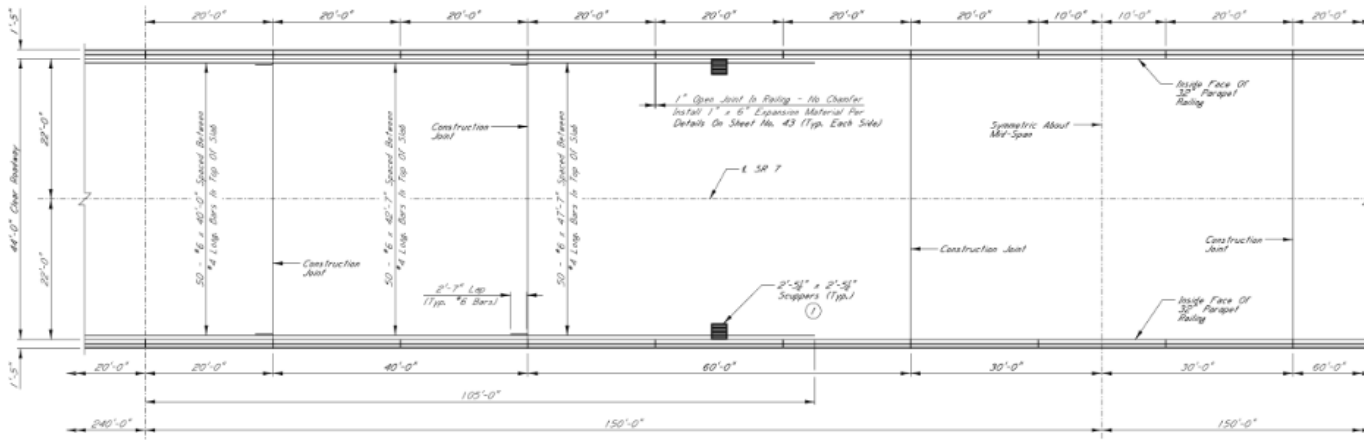 20'-0" 20'-0" 20'-0" 20'-0" 20'-0" 20'-0" 20'-0" 10'-0" 10'-0" 20'-0" 20'-0"
1'-5"
22'-0"
44'-0" Clear Roadway
22'-0"
1'-5"
50 - #6 x 40'-0" Spaced Between
#4 Long. Bars In Top Of Slab
Construction
Joint
50 - #6 x 42'-7" Spaced Between
#4 Long. Bars In Top Of Slab
Construction
Joint
2'-7" Lap
(Typ. #6 Bars)
50 - #6 x 47'-7" Spaced Between
#4 Long. Bars In Top Of Slab
1" Open Joint In Railing - No Chamfer
Install 1" x 6" Expansion Material Per
Details On Sheet No. 43 (Typ. Each Side)
℄ SR 7
2'-5½" x 2'-5½"
Scuppers (Typ.)
1
Construction Joint
Symmetric About
Mid-Span
Inside Face Of
32" Parapet
Railing
Construction
Joint
Inside Face Of
32" Parapet
Railing
20'-0" 20'-0" 40'-0" 60'-0" 30'-0" 30'-0" 60'-0"
105'-0"
240'-0" 150'-0" 150'-0"